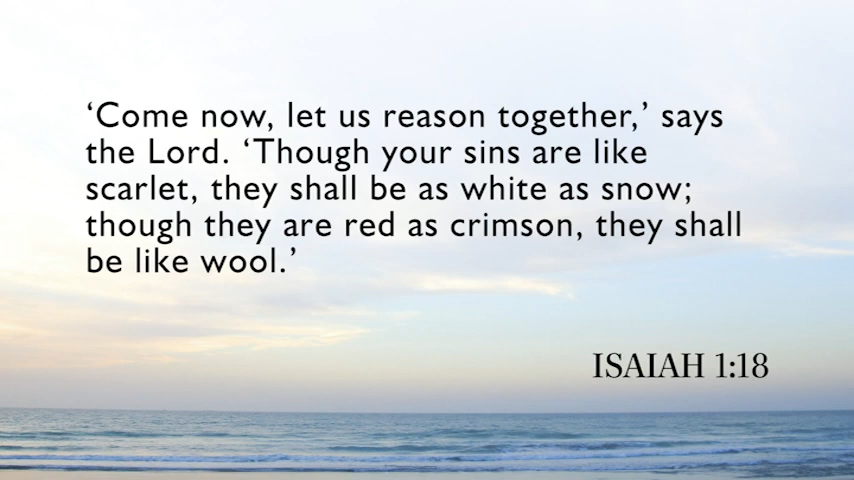 ‘Come now, let us reason together,’ says
the Lord. ‘Though your sins are like
scarlet, they shall be as white as snow;
though they are red as crimson, they shall
be like wool.’
ISAIAH 1:18